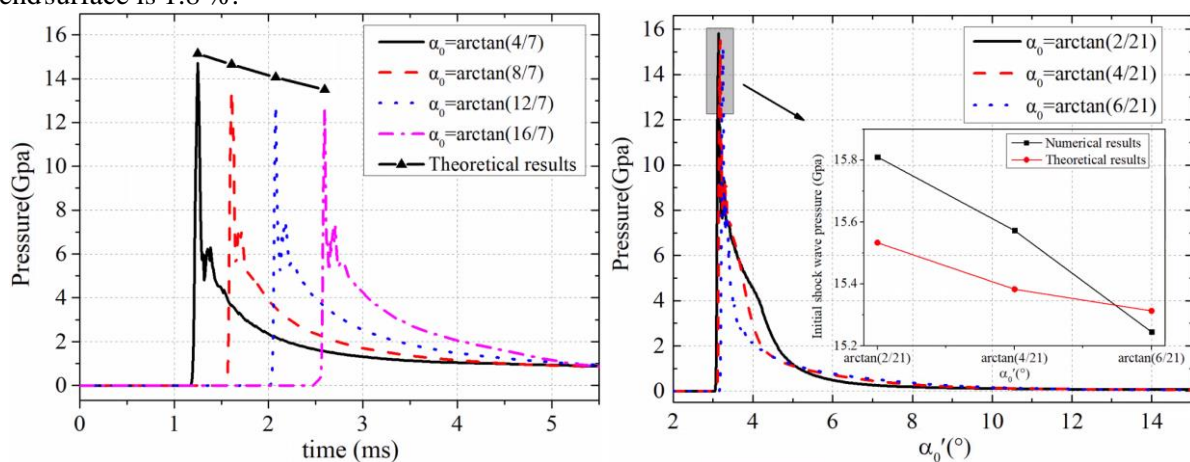 end surface is 1.8 %.
Pressure(Gpa)
16
14
12
10
8
6
4
2
0
α₀=arctan(4/7)
α₀=arctan(8/7)
α₀=arctan(12/7)
α₀=arctan(16/7)
Theoretical results
0 1 2 3 4 5
time (ms)
Pressure(Gpa)
16
14
12
10
8
6
4
2
0
α₀=arctan(2/21)
α₀=arctan(4/21)
α₀=arctan(6/21)
Initial shock wave pressure (Gpa)
15.8
15.6
15.4
15.2
Numerical results
Theoretical results
arctan(2/21) arctan(4/21) arctan(6/21)
α₀'(°)
2 4 6 8 10 12 14
α₀'(°)